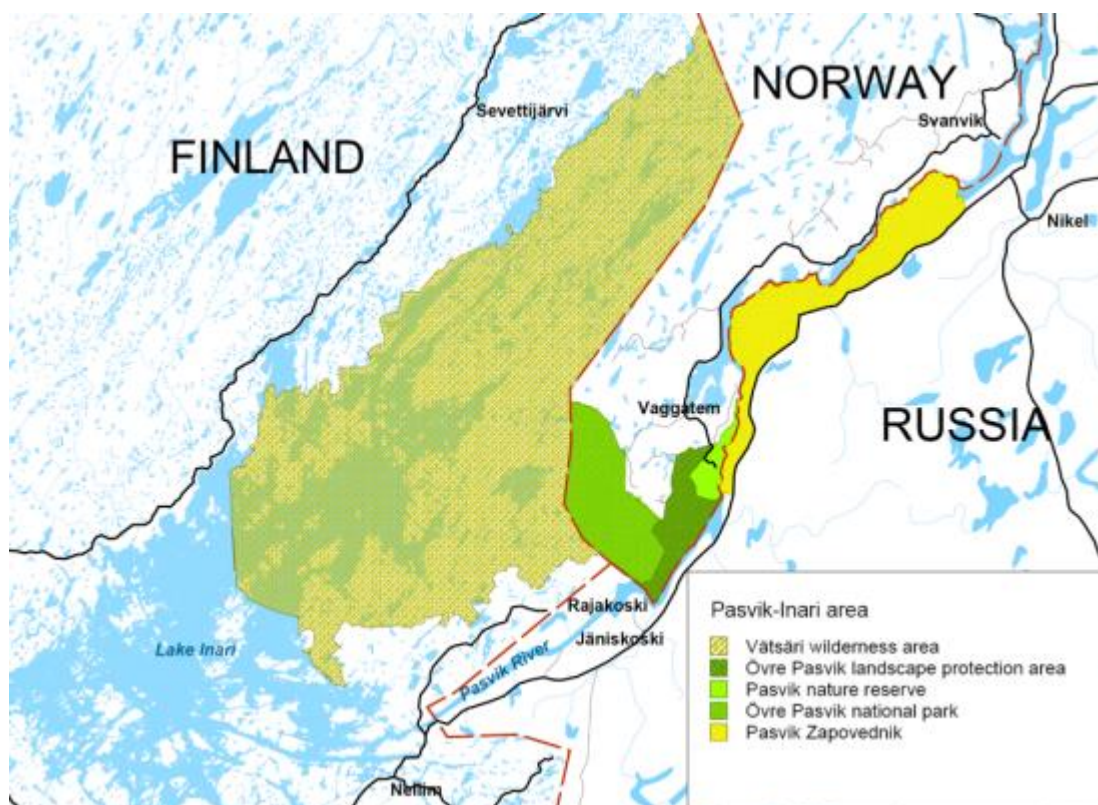 NORWAY
Sevettijärvi
Svanvik
FINLAND
Nikel
Vaggatem
RUSSIA
Rajakoski
Jäniskoski
Lake Inari
Pasvik River
Nellim
Pasvik-Inari area
Vätsäri wilderness area
Övre Pasvik landscape protection area
Pasvik nature reserve
Övre Pasvik national park
Pasvik Zapovednik